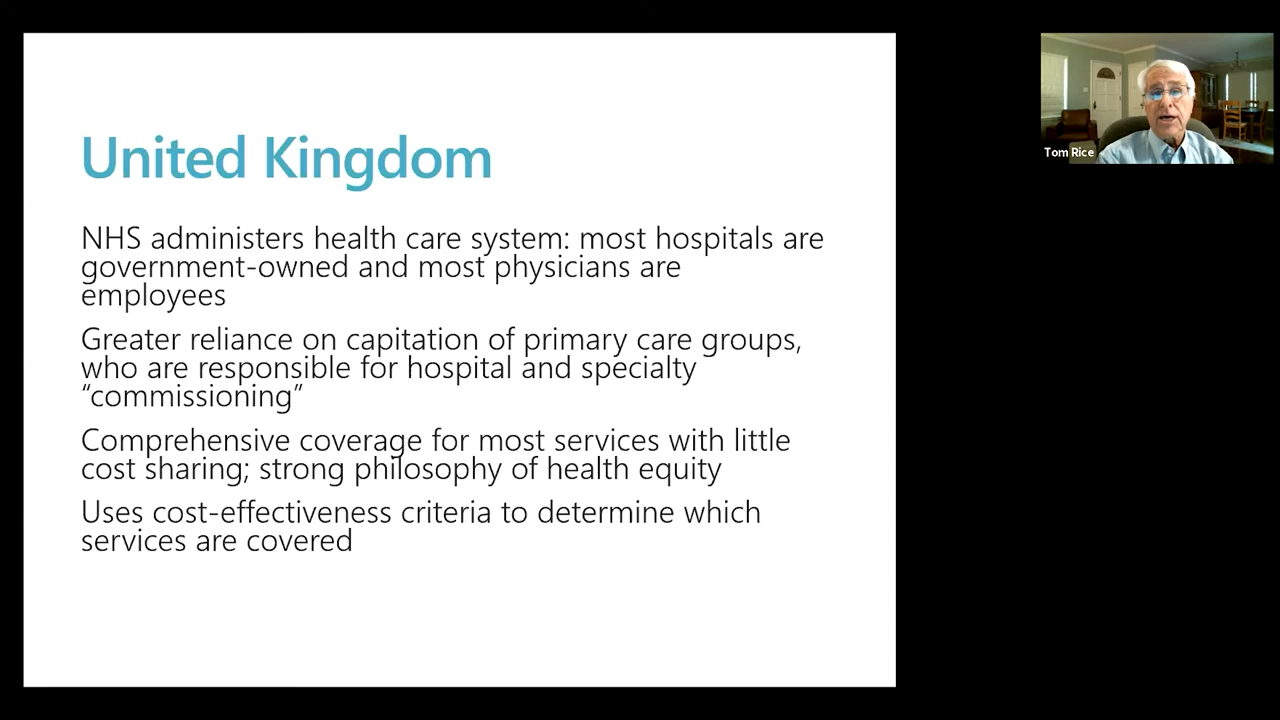 United Kingdom
NHS administers health care system: most hospitals are
government-owned and most physicians are
employees
Greater reliance on capitation of primary care groups,
who are responsible for hospital and specialty
“commissioning”
Comprehensive coverage for most services with little
cost sharing; strong philosophy of health equity
Uses cost-effectiveness criteria to determine which
services are covered
Tom Rice